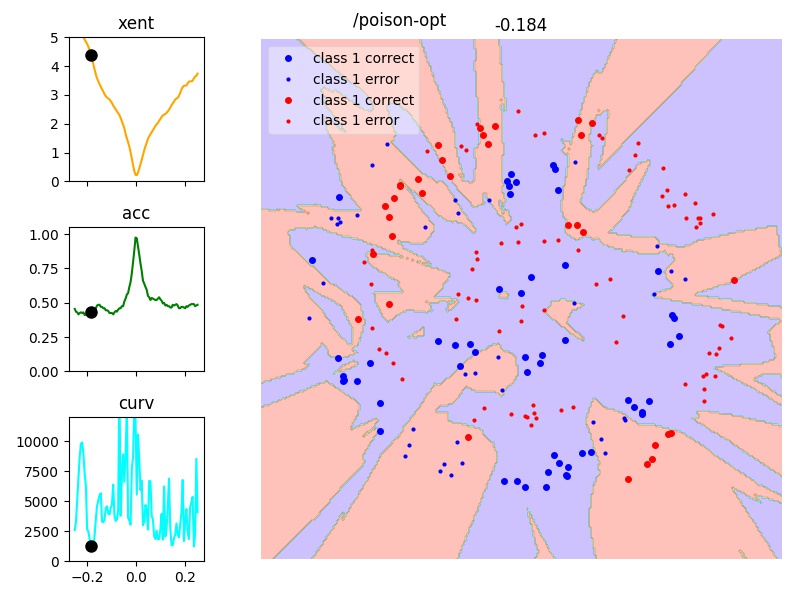 /poison-opt
-0.184
xent
5
4
3
2
1
0
acc
1.00
0.75
0.50
0.25
0.00
curv
10000
7500
5000
2500
0
−0.2 0.0 0.2
class 1 correct
class 1 error
class 1 correct
class 1 error